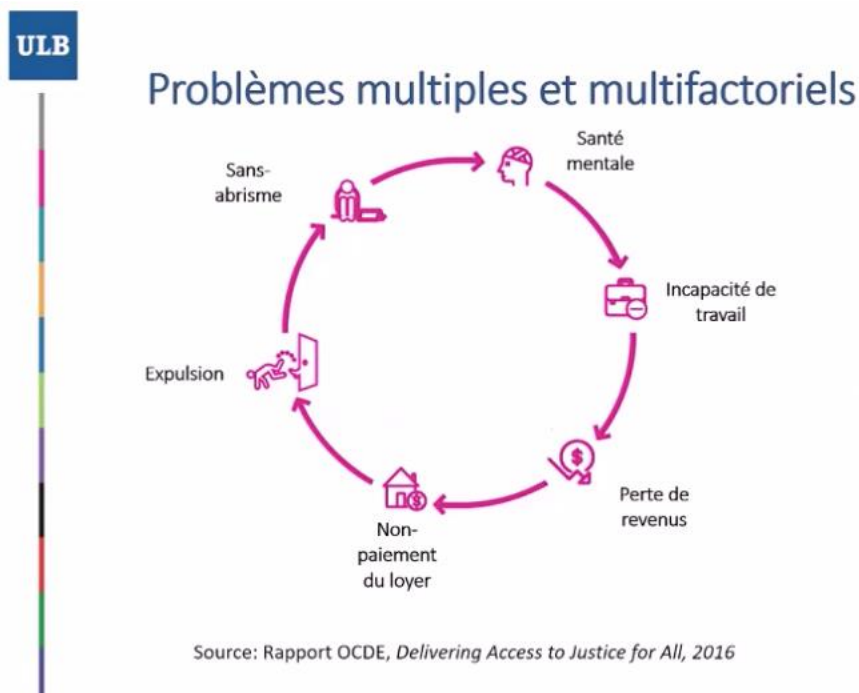 ULB
Problèmes multiples et multifactoriels
Santé
mentale
Sans-
abrisme
Incapacité de
travail
Expulsion
Perte de
revenus
Non-
paiement
du loyer
Source: Rapport OCDE, Delivering Access to Justice for All, 2016